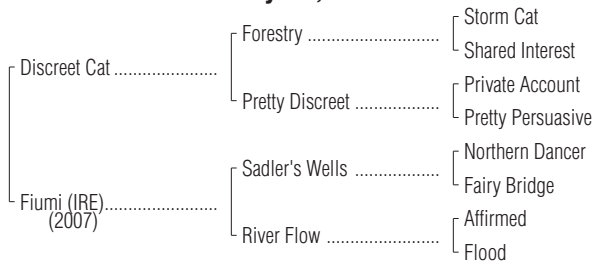 Storm Cat
Forestry ..............................
Shared Interest
Discreet Cat .......................
Private Account
Pretty Discreet ...................
Pretty Persuasive
Northern Dancer
Sadler's Wells ...................
Fairy Bridge
Fiumi (IRE)........................
(2007)
Affirmed
River Flow .........................
Flood